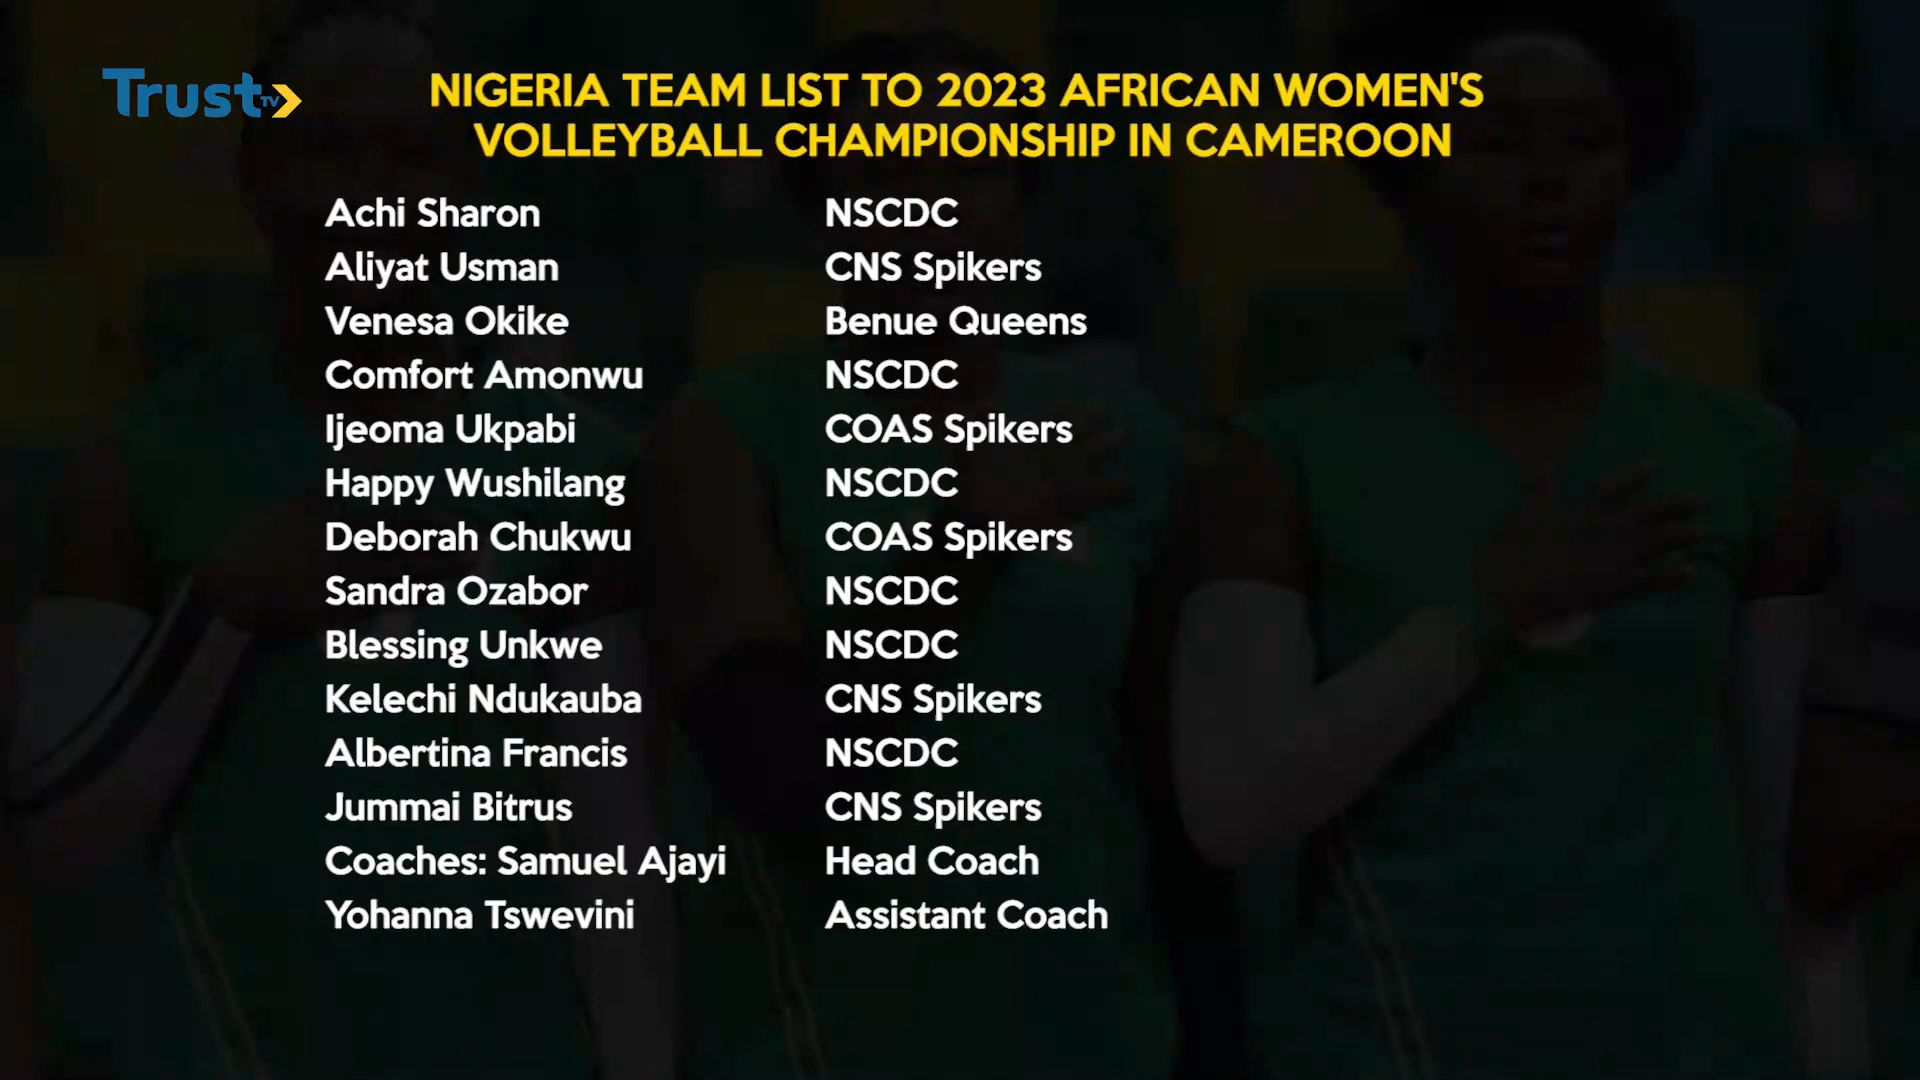 Trust TV
NIGERIA TEAM LIST TO 2023 AFRICAN WOMEN'S
VOLLEYBALL CHAMPIONSHIP IN CAMEROON
Achi Sharon NSCDC
Aliyat Usman CNS Spikers
Venesa Okike Benue Queens
Comfort Amonwu NSCDC
Ijeoma Ukpabi COAS Spikers
Happy Wushilang NSCDC
Deborah Chukwu COAS Spikers
Sandra Ozabor NSCDC
Blessing Unkwe NSCDC
Kelechi Ndukauba CNS Spikers
Albertina Francis NSCDC
Jummai Bitrus CNS Spikers
Coaches: Samuel Ajayi Head Coach
Yohanna Tswevini Assistant Coach